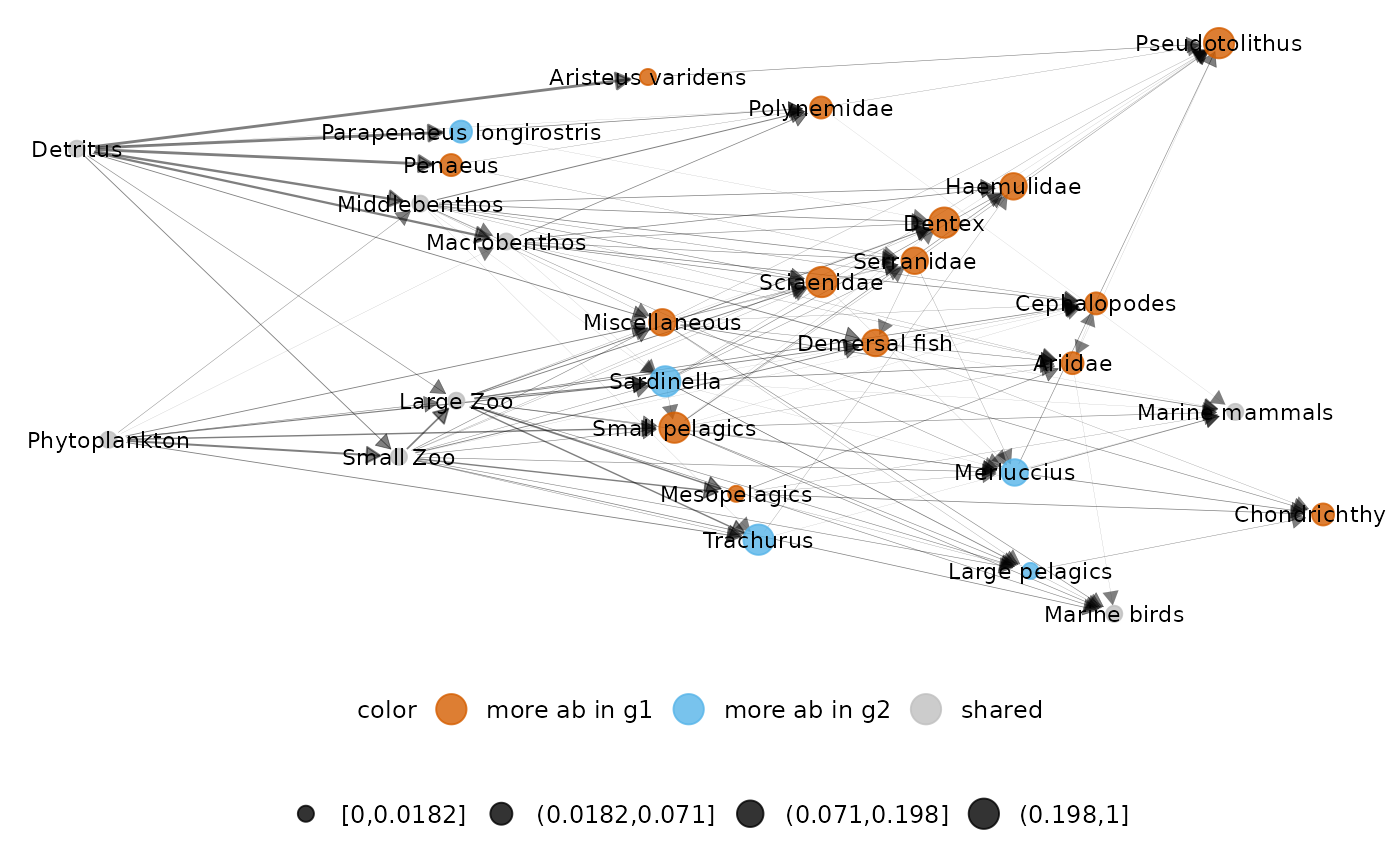 Pseudotolithus
Aristeus varidens
Polynemidae
Parapenaeus longirostris
Detritus
Penaeus
Haemulidae
Middlebenthos
Dentex
Macrobenthos
Serranidae
Sciaenidae
Cephalopodes
Miscellaneous
Demersal fish
Ariidae
Sardinella
Large Zoo
Marine mammals
Small pelagics
Phytoplankton
Small Zoo
Merluccius
Mesopelagics
Chondrichthy
Trachurus
Large pelagics
Marine birds
color more ab in g1 more ab in g2 shared
[0,0.0182] (0.0182,0.071] (0.071,0.198] (0.198,1]